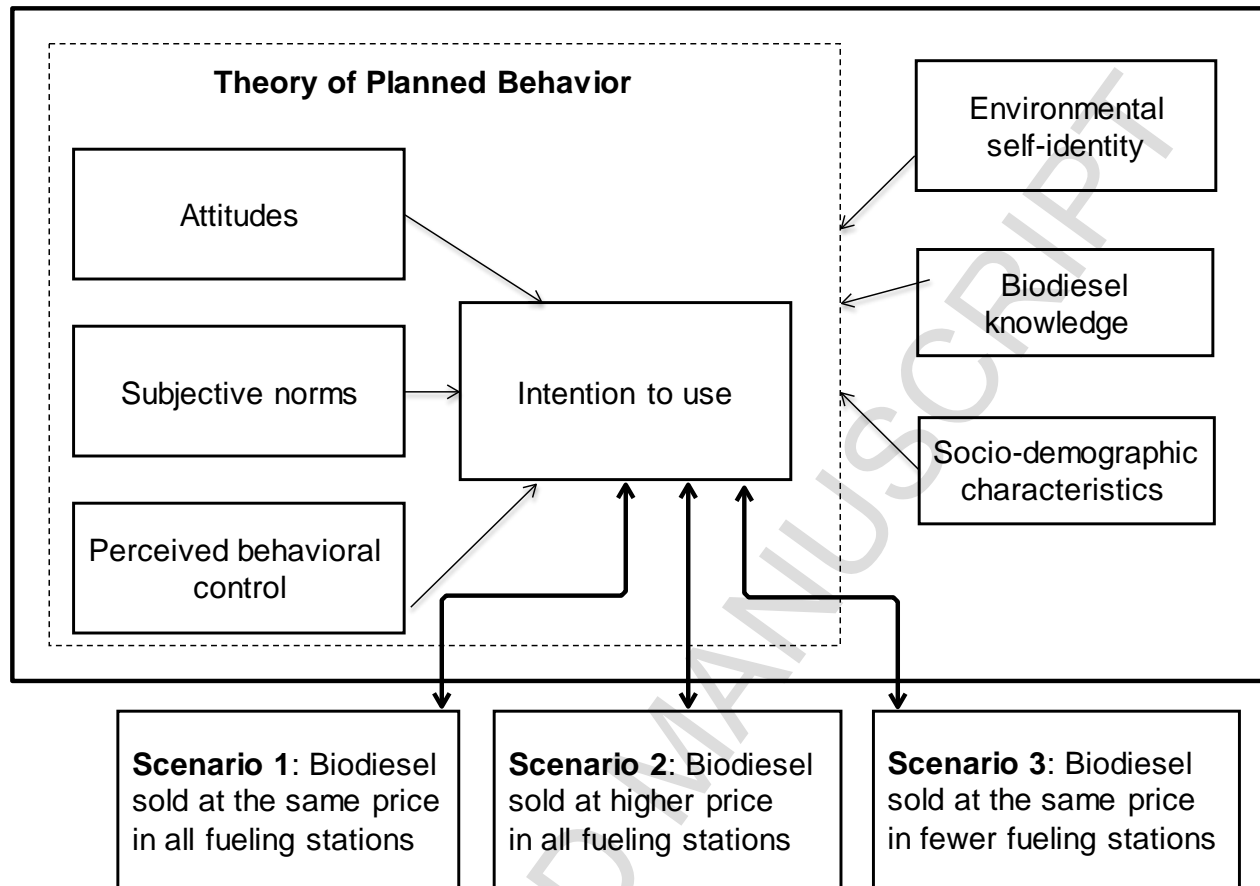 Theory of Planned Behavior
Attitudes
Subjective norms
Perceived behavioral
control
Intention to use
Environmental
self-identity
Biodiesel
knowledge
Socio-demographic
characteristics
Scenario 1: Biodiesel
sold at the same price
in all fueling stations
Scenario 2: Biodiesel
sold at higher price
in all fueling stations
Scenario 3: Biodiesel
sold at the same price
in fewer fueling stations
D MANUSCRIPT